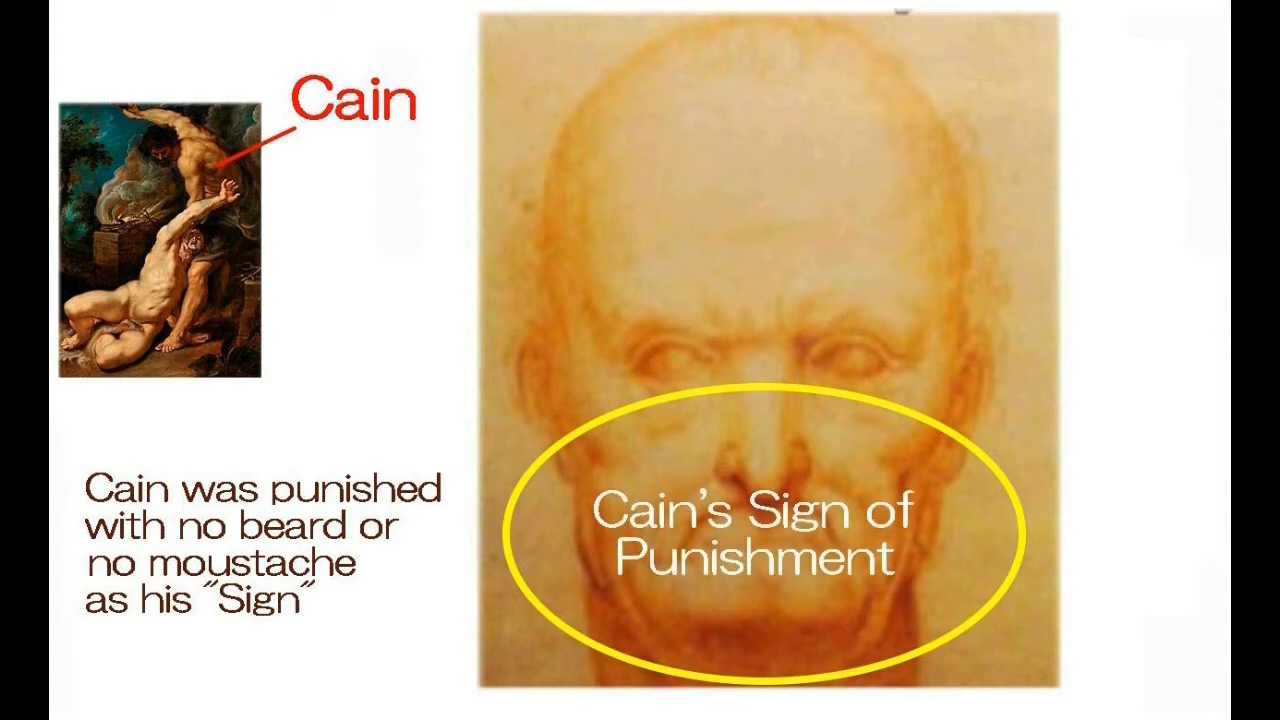 Cain
Cain was punished
with no beard or
no moustache
as his "Sign"
Cain's Sign of
Punishment